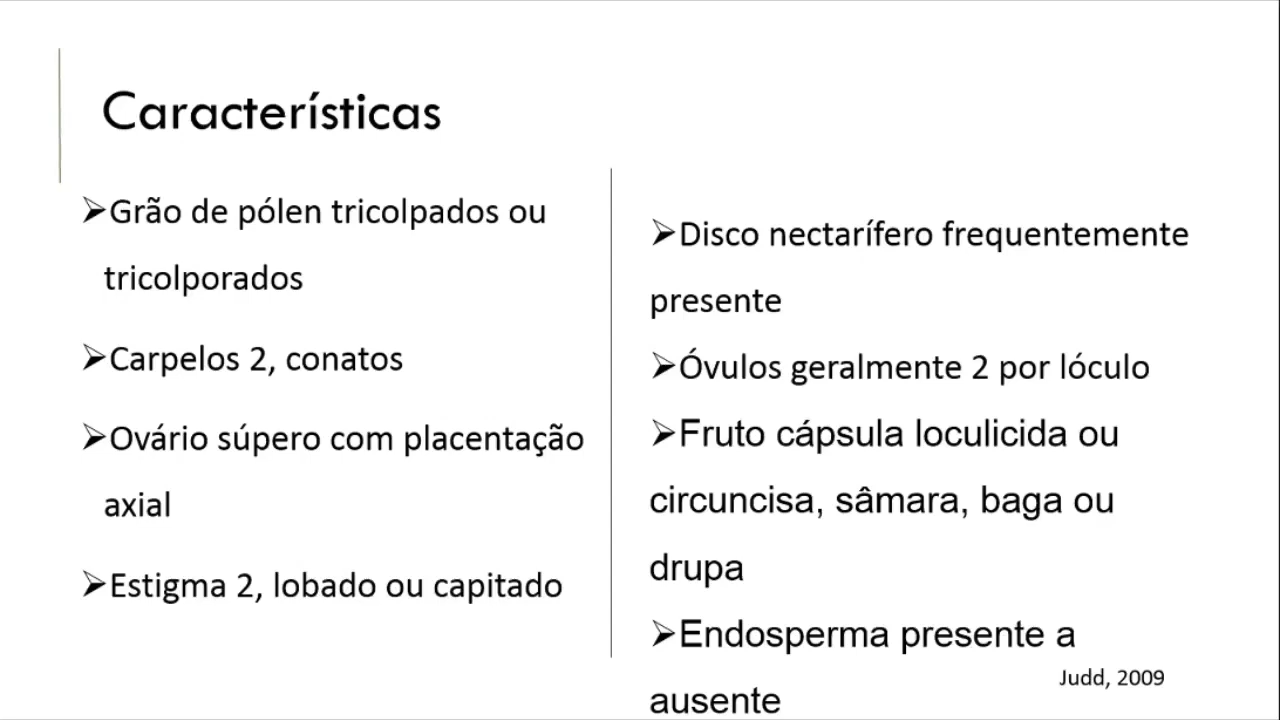 Características
➢Grão de pólen tricolpados ou
tricolporados
➢Carpelos 2, conatos
➢Ovário súpero com placentação
axial
➢Estigma 2, lobado ou capitado
➢Disco nectarífero frequentemente
presente
➢Óvulos geralmente 2 por lóculo
➢Fruto cápsula loculicida ou
circuncisa, sâmara, baga ou
drupa
➢Endosperma presente a
ausente
Judd, 2009